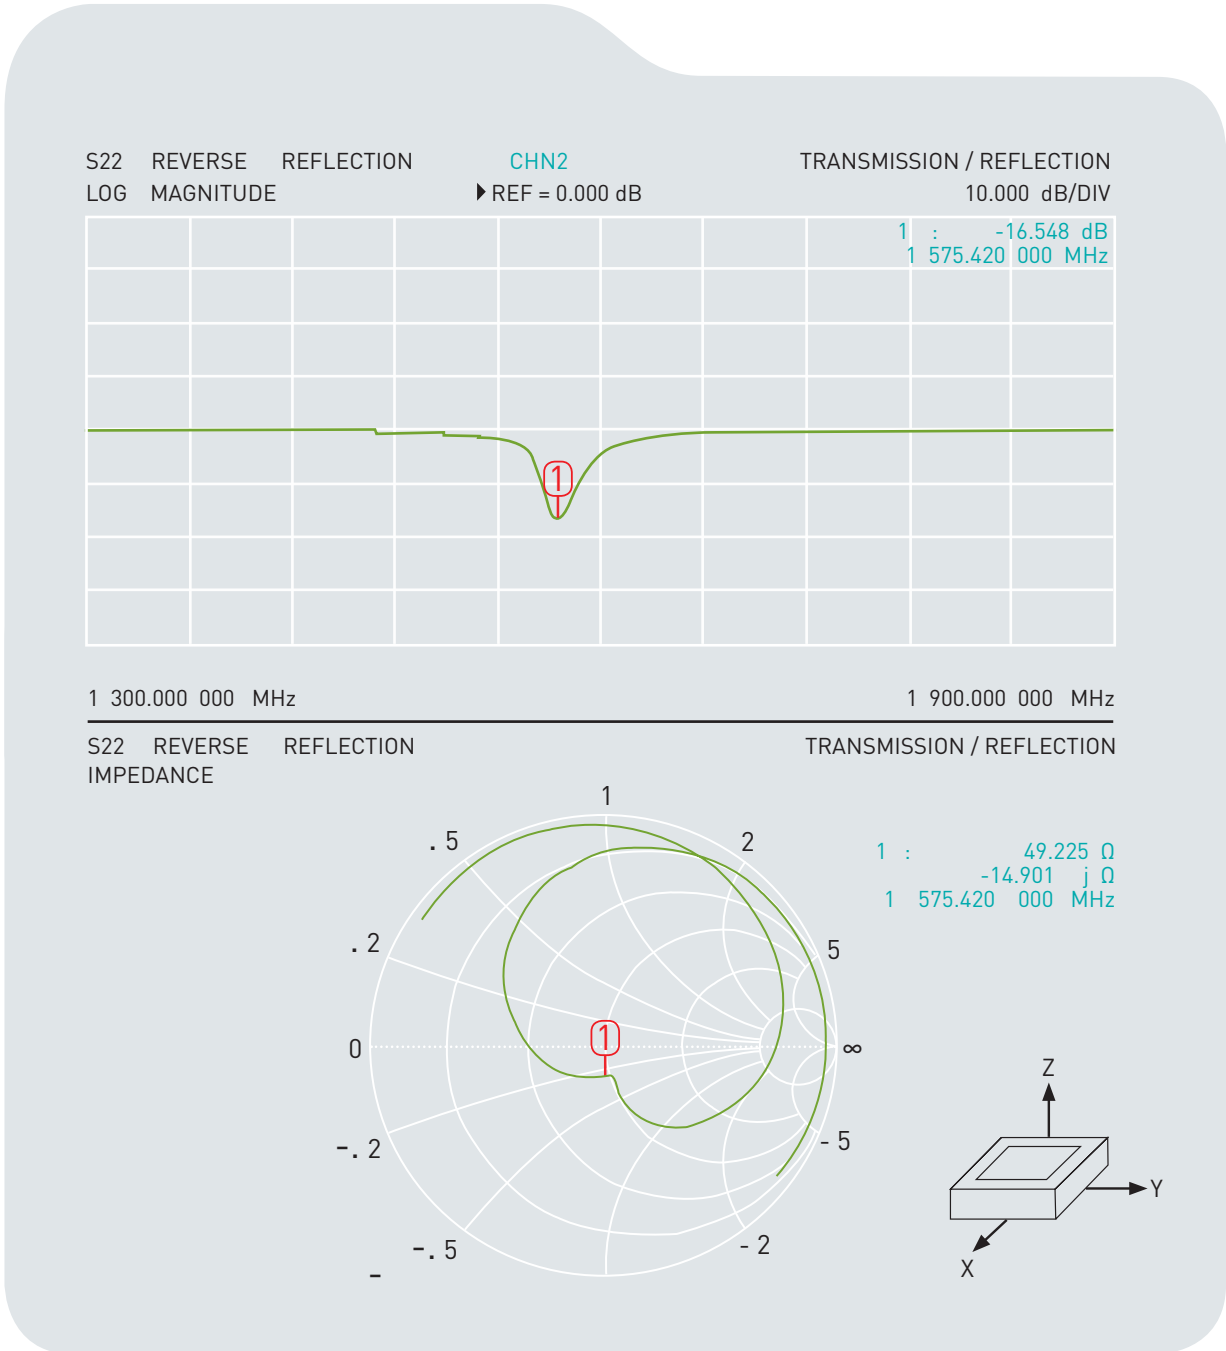 S22 REVERSE REFLECTION CHN2 TRANSMISSION / REFLECTION
LOG MAGNITUDE REF = 0.000 dB 10.000 dB/DIV
1 : -16.548 dB
1 575.420 000 MHz
1
1 300.000 000 MHz 1 900.000 000 MHz
S22 REVERSE REFLECTION TRANSMISSION / REFLECTION
IMPEDANCE
1
. 5 2
1 : 49.225 Ω
-14.901 j Ω
1 575.420 000 MHz
. 2 5
1
0 ∞
Z
-. 2 - 5
Y
-. 5 - 2
X
-